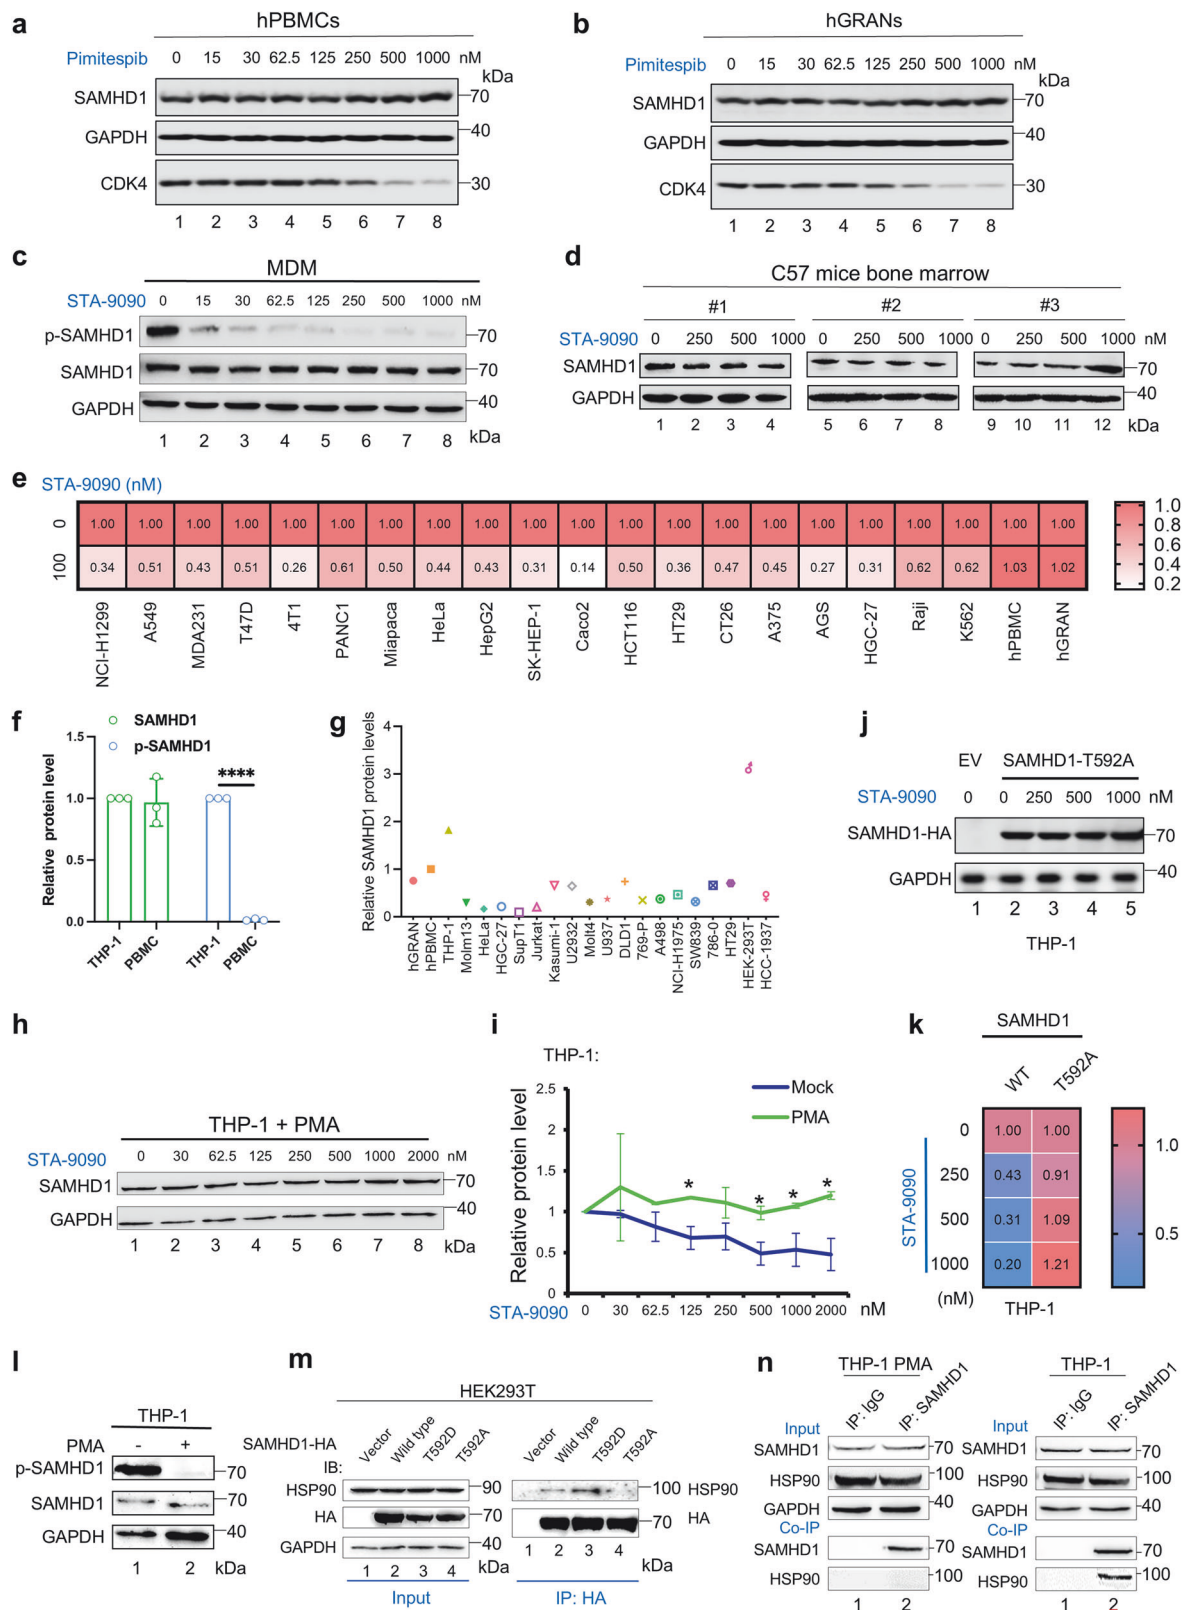 a
hPBMCs
Pimitespib 0 15 30 62.5 125 250 500 1000 nM
kDa
SAMHD1 70
GAPDH 40
CDK4 30
1 2 3 4 5 6 7 8
b
hGRANs
Pimitespib 0 15 30 62.5 125 250 500 1000 nM
kDa
SAMHD1 70
GAPDH 40
CDK4 30
1 2 3 4 5 6 7 8
c
MDM
STA-9090 0 15 30 62.5 125 250 500 1000 nM
p-SAMHD1 70
SAMHD1 70
GAPDH 40
1 2 3 4 5 6 7 8 kDa
d
C57 mice bone marrow
#1 #2 #3
STA-9090 0 250 500 1000 0 250 500 1000 0 250 500 1000 nM
SAMHD1 70
GAPDH 40
1 2 3 4 5 6 7 8 9 10 11 12 kDa
e
STA-9090 (nM)
0 1.00 1.00 1.00 1.00 1.00 1.00 1.00 1.00 1.00 1.00 1.00 1.00 1.00 1.00 1.00 1.00 1.00 1.00 1.00 1.00 1.00
100 0.34 0.51 0.43 0.51 0.26 0.61 0.50 0.44 0.43 0.31 0.14 0.50 0.36 0.47 0.45 0.27 0.31 0.62 0.62 1.03 1.02
NCI-H1299 A549 MDA231 T47D 4T1 PANC1 Miapaca HeLa HepG2 SK-HEP-1 Caco2 HCT116 HT29 CT26 A375 AGS HGC-27 Raji K562 hPBMC hGRAN
1.0
0.8
0.6
0.4
0.2
f
SAMHD1
p-SAMHD1
Relative protein level
1.5
1.0
0.5
0.0
****
THP-1 PBMC THP-1 PBMC
g
Relative SAMHD1 protein levels
4
3
2
1
0
hGRAN hPBMC THP-1 Molm13 HeLa HGC-27 SupT1 Jurkat Kasumi-1 U2932 Molt4 U937 DLD1 769-P A498 NCI-H1975 SW839 786-0 HT29 HEK-293T HCC-1937
j
EV SAMHD1-T592A
STA-9090 0 0 250 500 1000 nM
SAMHD1-HA 70
GAPDH 40
1 2 3 4 5
THP-1
h
THP-1 + PMA
STA-9090 0 30 62.5 125 250 500 1000 2000 nM
SAMHD1 70
GAPDH 40
1 2 3 4 5 6 7 8 kDa
i
THP-1:
Relative protein level
2.5
2
1.5
1
0.5
0
Mock
PMA
* * * *
STA-9090 0 30 62.5 125 250 500 1000 2000 nM
k
SAMHD1
WT T592A
STA-9090
0 1.00 1.00
250 0.43 0.91
500 0.31 1.09
1000 0.20 1.21
(nM) THP-1
1.0
0.5
l
THP-1
PMA - +
p-SAMHD1 70
SAMHD1 70
GAPDH 40
1 2 kDa
m
HEK293T
SAMHD1-HA Vector Wild type T592D T592A Vector Wild type T592D T592A
IB:
HSP90 90 100 HSP90
HA 70 70 HA
GAPDH 40
1 2 3 4 kDa 1 2 3 4 kDa
Input IP: HA
n
THP-1 PMA
IP: IgG IP: SAMHD1
Input
SAMHD1 70
HSP90 100
GAPDH 40
Co-IP
SAMHD1 70
HSP90 100
1 2
THP-1
IP: IgG IP: SAMHD1
Input
SAMHD1 70
HSP90 100
GAPDH 40
Co-IP
SAMHD1 70
HSP90 100
1 2